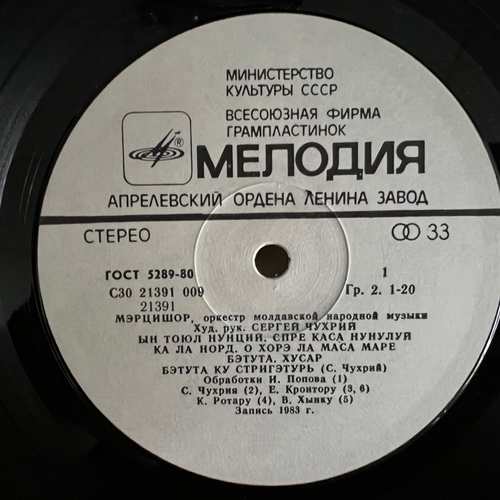 МИНИСТЕРСТВО
КУЛЬТУРЫ СССР
ВСЕСОЮЗНАЯ ФИРМА
ГРАМПЛАСТИНОК
® МЕЛОДИЯ
АПРЕЛЕВСКИЙ ОРДЕНА ЛЕНИНА ЗАВОД
СТЕРЕО 33
ГОСТ 5289-80 1
С30 21391 009 Гр. 2. 1-20
21391
МЭРЦИШОР, оркестр молдавской народной музыки
Худ. рук. СЕРГЕЙ ЧУХРИЙ
ЫН ТОЮЛ НУНЦИЙ. СПРЕ КАСА НУНУЛУЙ
КА ЛА НОРД. О ХОРЭ ЛА МАСА МАРЕ
БЭТУТА. ХУСАР
БЭТУТА КУ СТРИГЭТУРЬ (С. Чухрий)
Обработки И. Попова (1)
С. Чухрия (2), Е. Кронтору (3, 6)
К. Ротару (4), В. Хынку (5)
Запись 1983 г.